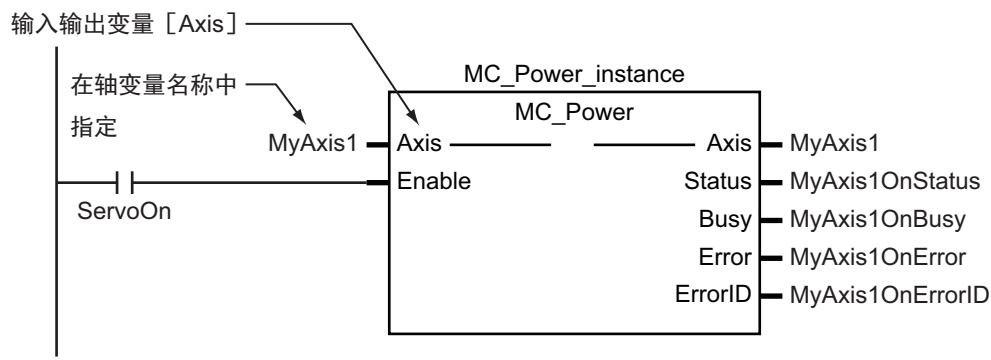 输入输出变量［Axis］
在轴变量名称中
指定
MC_Power_instance
MC_Power
MyAxis1 Axis Axis MyAxis1
Enable Status MyAxis1OnStatus
ServoOn
Busy MyAxis1OnBusy
Error MyAxis1OnError
ErrorID MyAxis1OnErrorID